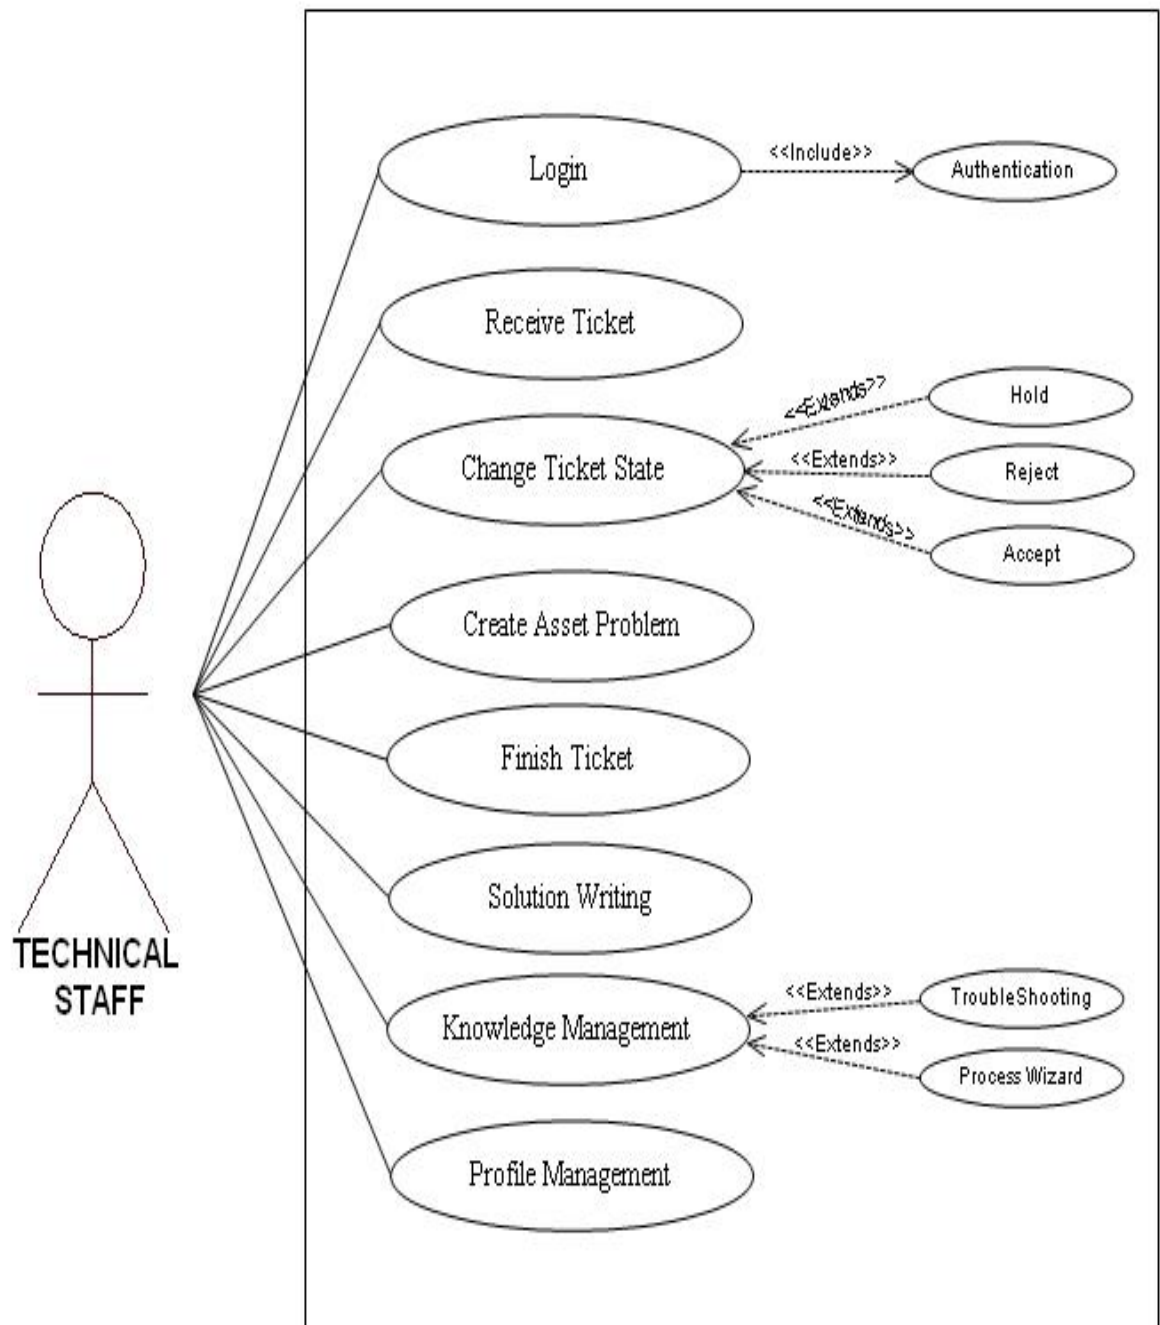 Login
<<Include>>
Authentication
Receive Ticket
Change Ticket State
<<Extends>>
Hold
<<Extends>>
Reject
<<Extends>>
Accept
Create Asset Problem
Finish Ticket
Solution Writing
TECHNICAL
STAFF
Knowledge Management
<<Extends>>
TroubleShooting
<<Extends>>
Process Wizard
Profile Management